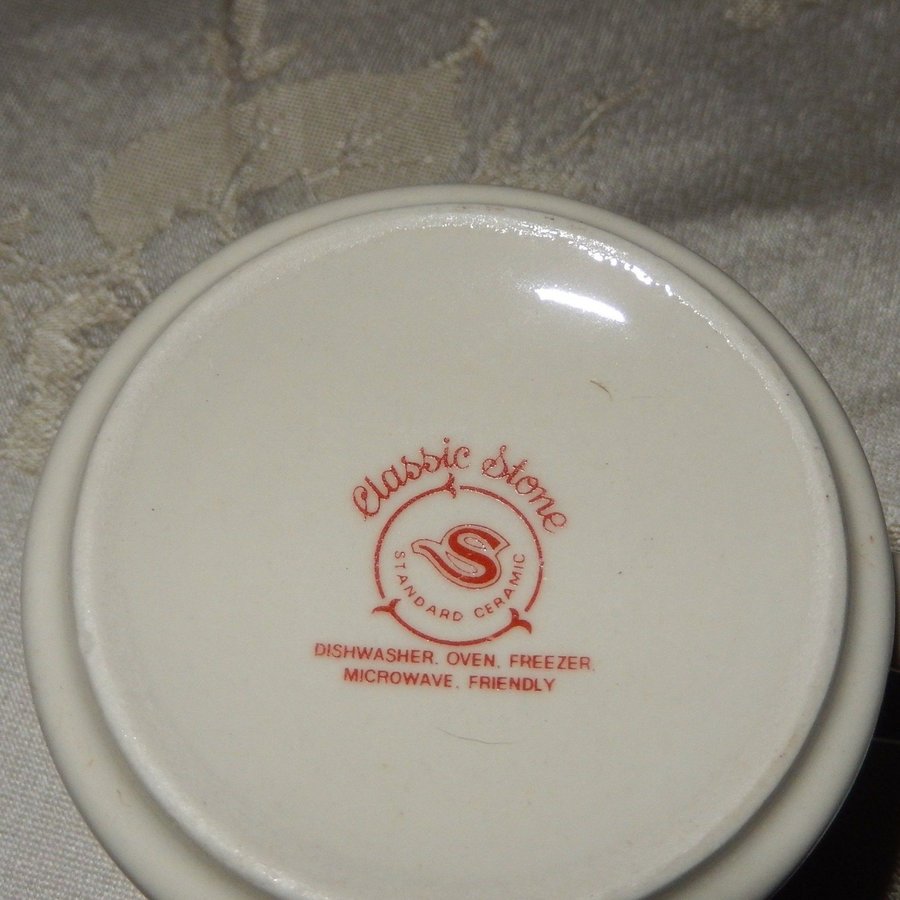 Classic Stone
S
STANDARD CERAMIC
DISHWASHER, OVEN, FREEZER,
MICROWAVE, FRIENDLY